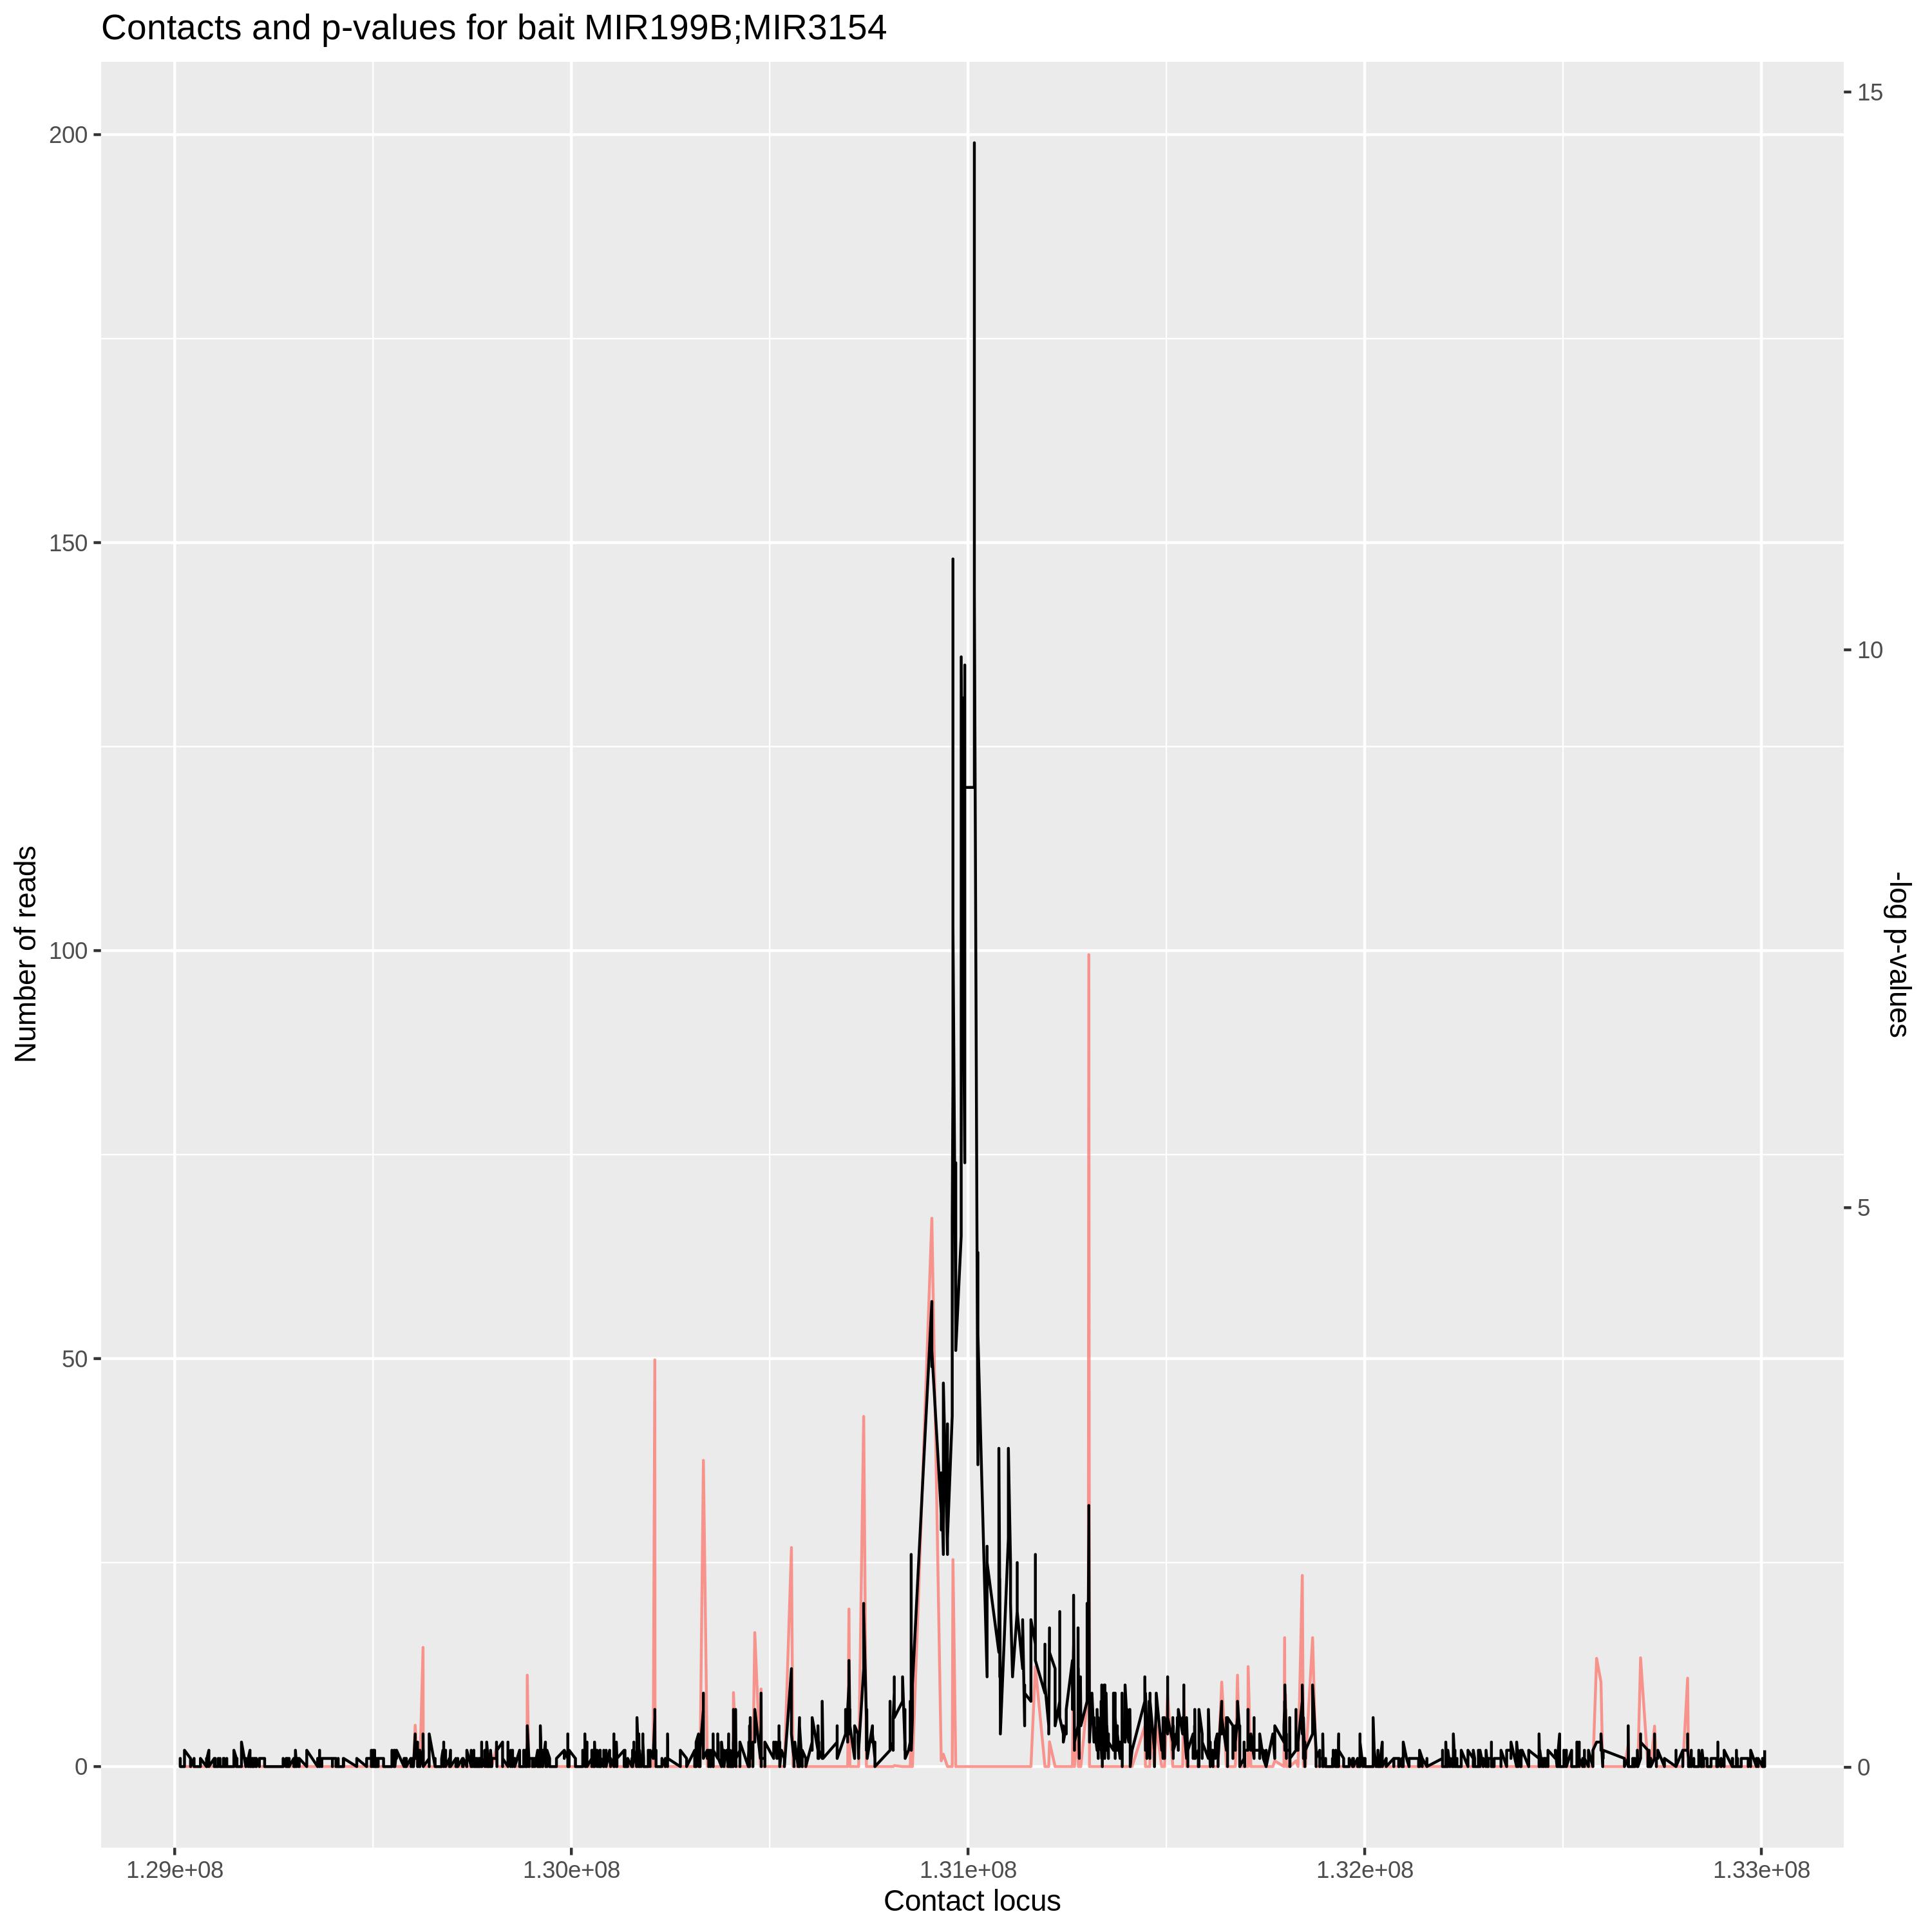 Contacts and p-values for bait MIR199B;MIR3154
200
150
100
50
0
15
10
5
0
Number of reads
-log p-values
1.29e+08 1.30e+08 1.31e+08 1.32e+08 1.33e+08
Contact locus